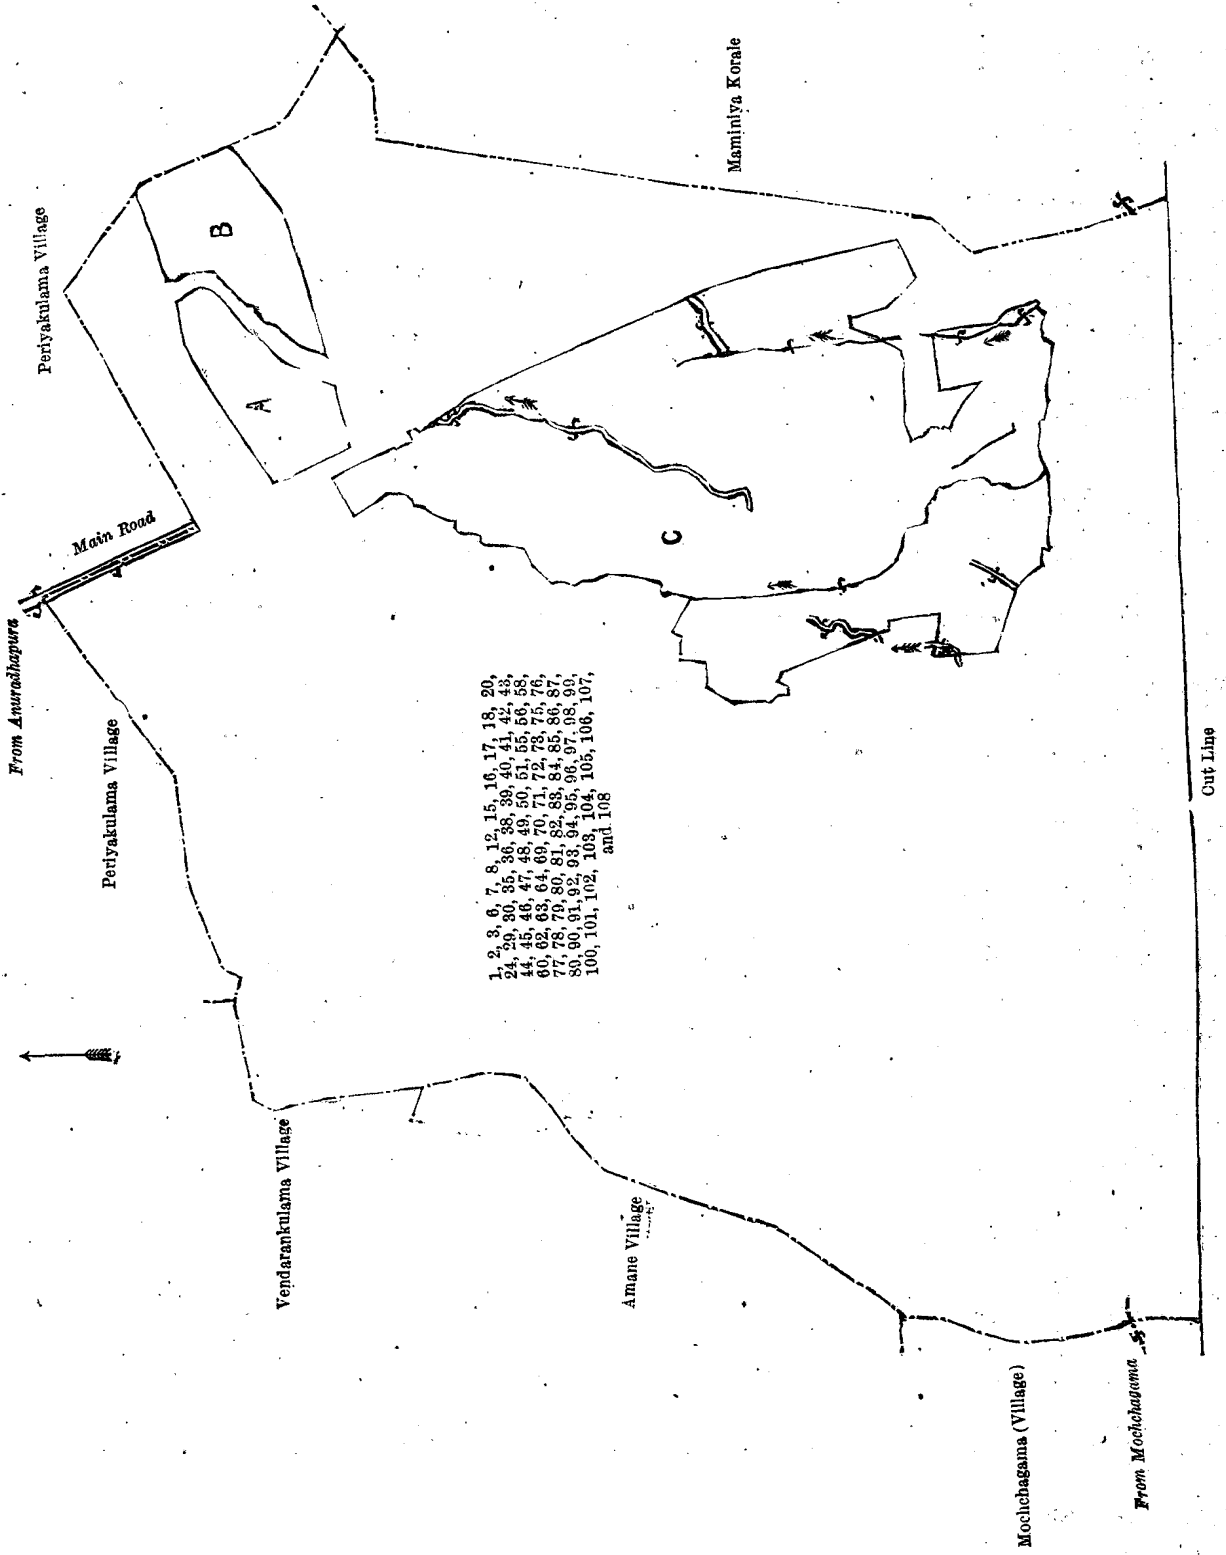 From Anuradhapura
Main Road
Periyakulama Village
Periyakulama Village
B
A
Maminiya Korale
Vendarankulama Village
C
1, 2, 3, 6, 7, 8, 12, 15, 16, 17, 18, 20,
24, 29, 30, 35, 36, 38, 39, 40, 41, 42, 43,
44, 45, 46, 47, 48, 49, 50, 51, 55, 56, 58,
60, 62, 63, 64, 69, 70, 71, 72, 73, 75, 76,
77, 78, 79, 80, 81, 82, 83, 84, 85, 86, 87,
89, 90, 91, 92, 93, 94, 95, 96, 97, 98, 99,
100, 101, 102, 103, 104, 105, 106, 107,
and 108
Amane Village
Mochchagama (Village)
From Mochchagama
Cut Line